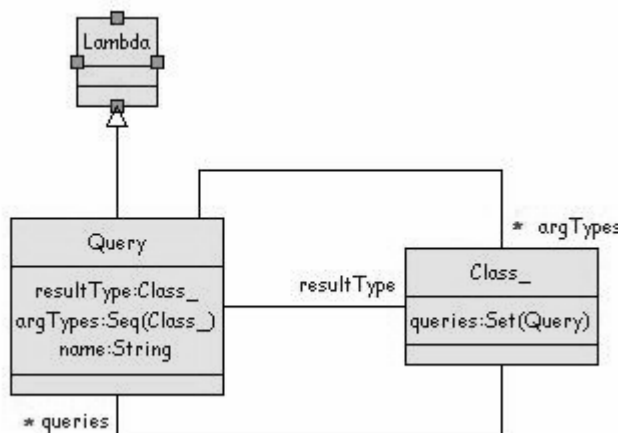 Lambda
* argTypes
Query
Class_
resultType
resultType:Class_
argTypes:Seq(Class_)
name:String
queries:Set(Query)
* queries